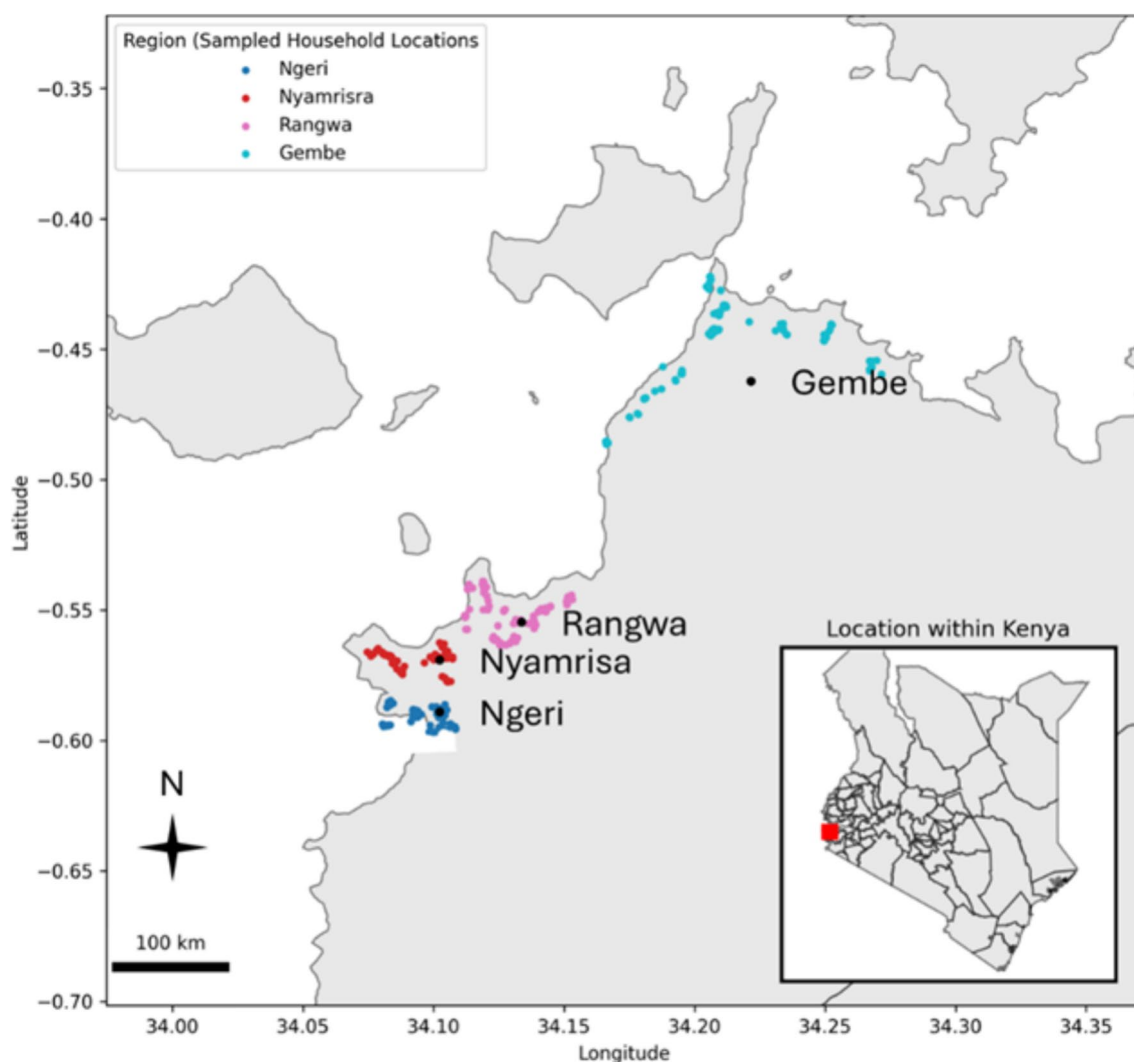 Region (Sampled Household Locations
Ngeri
Nyamrisra
Rangwa
Gembe
−0.35
−0.40
−0.45
−0.50
−0.55
−0.60
−0.65
−0.70
Latitude
Gembe
Rangwa
Nyamrisa
Ngeri
N
100 km
Location within Kenya
34.00
34.05
34.10
34.15
34.20
34.25
34.30
34.35
Longitude